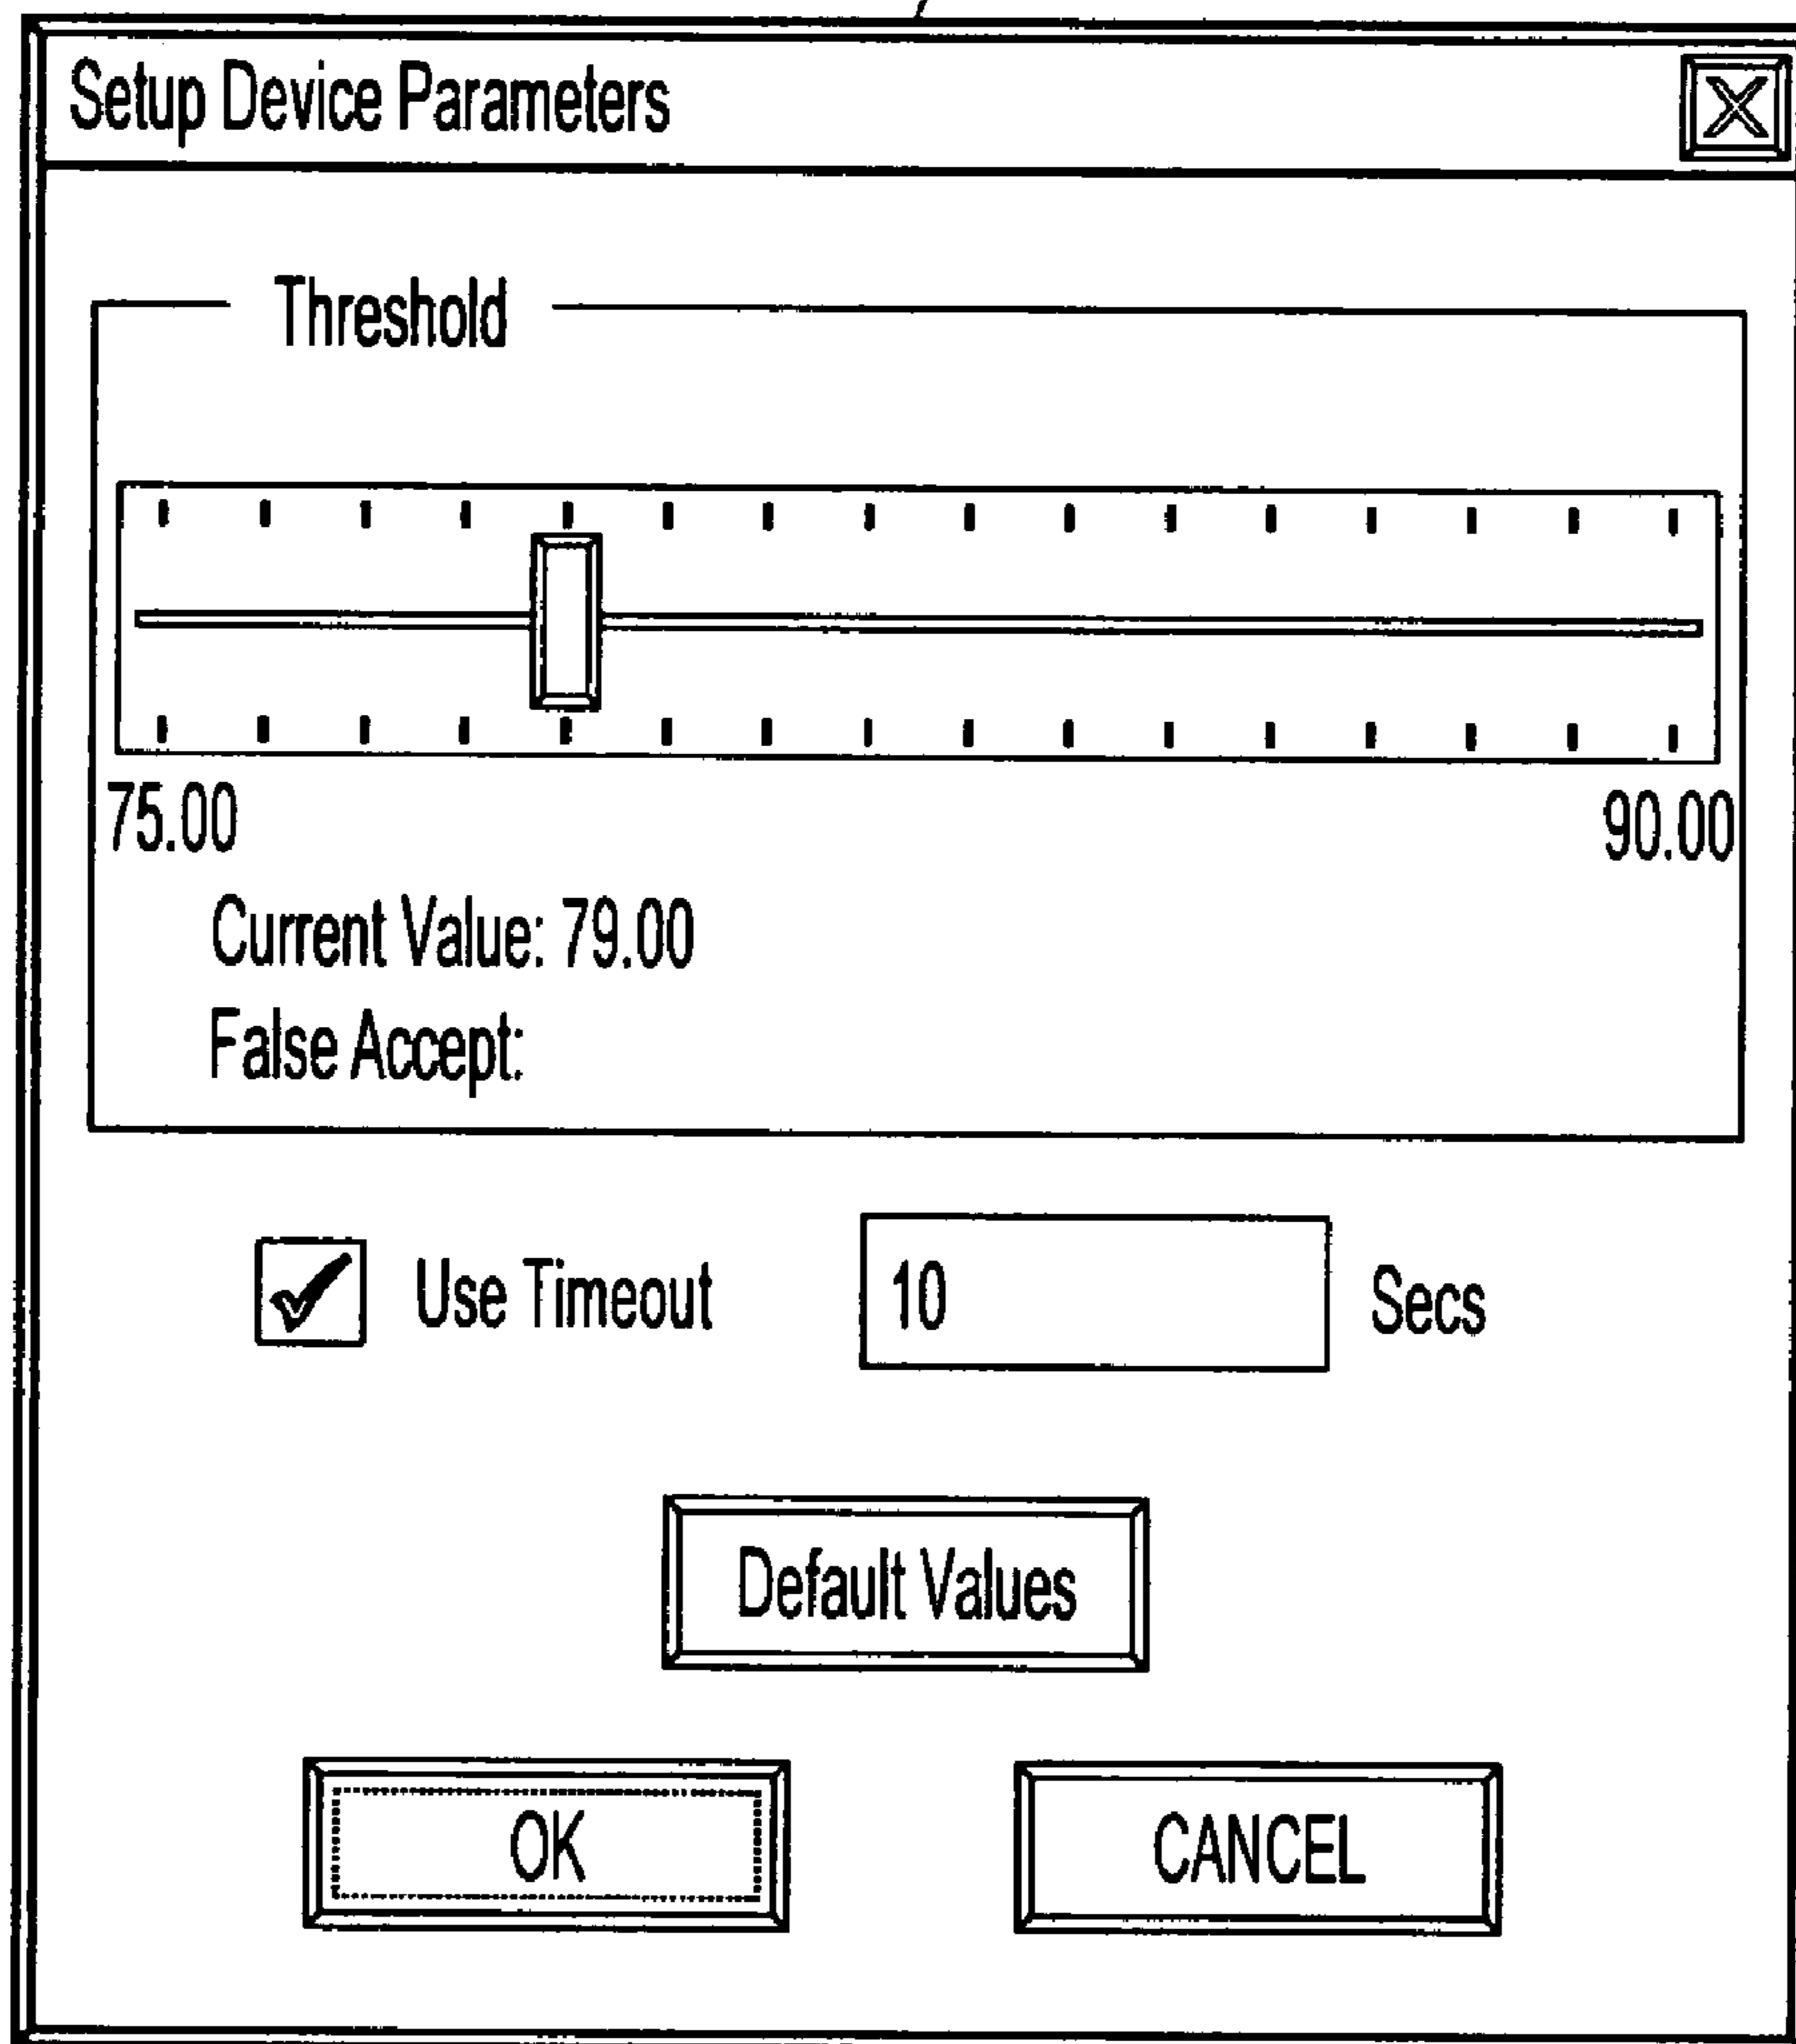 Setup Device Parameters
Threshold
75.00 90.00
Current Value: 79.00
False Accept:
Use Timeout 10 Secs
Default Values
OK CANCEL